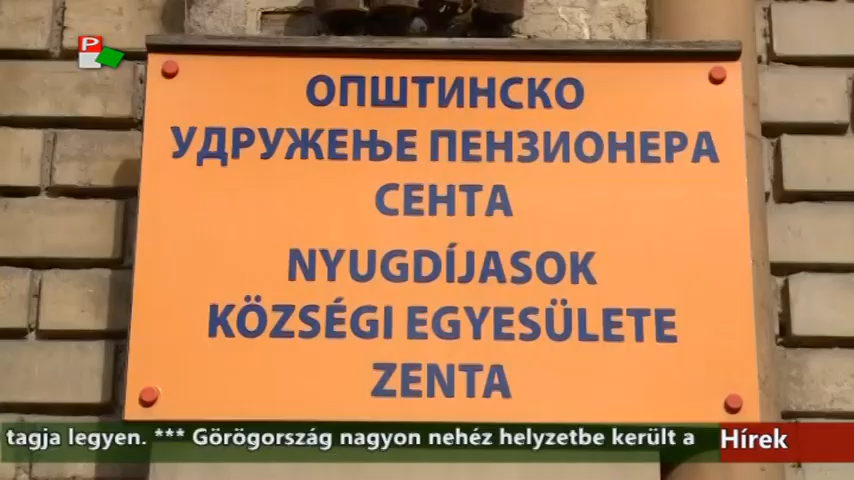 P
ОПШТИНСКО
УДРУЖЕЊЕ ПЕНЗИОНЕРА
СЕНТА
NYUGDÍJASOK
KÖZSÉGI EGYESÜLETE
ZENTA
tagja legyen. *** Görögország nagyon nehéz helyzetbe került a
Hírek